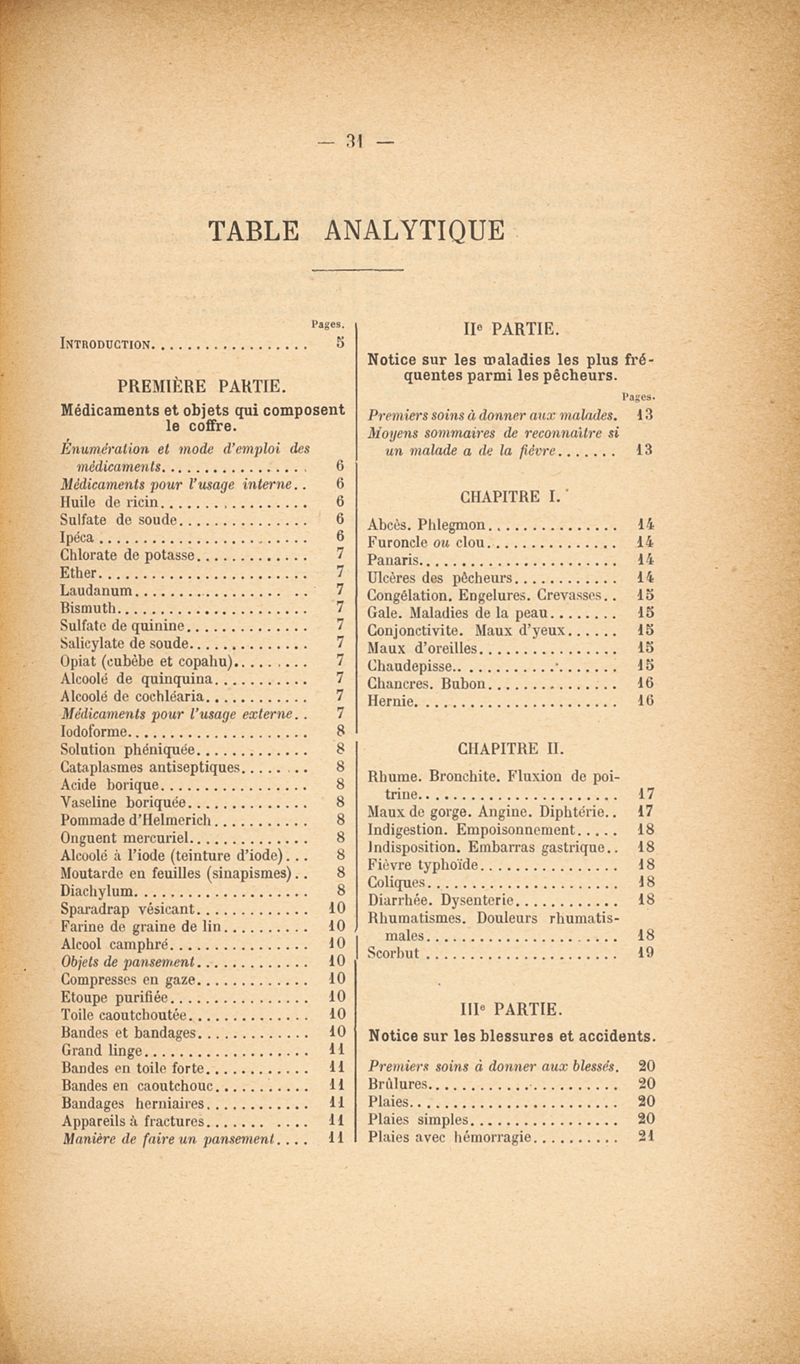 — 31 —
TABLE ANALYTIQUE
Pages.
INTRODUCTION.................. 5
PREMIÈRE PARTIE.
Médicaments et objets qui composent
le coffre.
Énumération et mode d'emploi des
médicaments................. 6
Médicaments pour l'usage interne.. 6
Huile de ricin................. 6
Sulfate de soude............... 6
Ipéca........................ 6
Chlorate de potasse............. 7
Ether........................ 7
Laudanum.................... 7
Bismuth...................... 7
Sulfate de quinine.............. 7
Salicylate de soude.............. 7
Opiat (cubèbe et copahu)......... 7
Alcoolé de quinquina........... 7
Alcoolé de cochléaria............ 7
Médicaments pour l'usage externe.. 7
Iodoforme..................... 8
Solution phéniquée............. 8
Cataplasmes antiseptiques........ 8
Acide borique................. 8
Vaseline boriquée.............. 8
Pommade d'Helmerich........... 8
Onguent mercuriel.............. 8
Alcoolé à l'iode (teinture d'iode)... 8
Moutarde en feuilles (sinapismes).. 8
Diachylum.................... 8
Sparadrap vésicant............. 10
Farine de graine de lin.......... 10
Alcool camphré................ 10
Objets de pansement............. 10
Compresses en gaze............. 10
Etoupe purifiée................ 10
Toile caoutchoutée.............. 10
Bandes et bandages............. 10
Grand linge................... 11
Bandes en toile forte............ 11
Bandes en caoutchouc........... 11
Bandages herniaires............ 11
Appareils à fractures............ 11
Manière de faire un pansement.... 11
IIe PARTIE.
Notice sur les maladies les plus fré-
quentes parmi les pêcheurs.
Pages.
Premiers soins à donner aux malades. 13
Moyens sommaires de reconnaître si
un malade a de la fièvre....... 13
CHAPITRE I.
Abcès. Phlegmon............... 14
Furoncle ou clou............... 14
Panaris....................... 14
Ulcères des pêcheurs............ 14
Congélation. Engelures. Crevasses.. 15
Gale. Maladies de la peau........ 15
Conjonctivite. Maux d'yeux...... 15
Maux d'oreilles................ 15
Chaudepisse................... 15
Chancres. Bubon............... 16
Hernie........................ 16
CHAPITRE II.
Rhume. Bronchite. Fluxion de poi-
trine....................... 17
Maux de gorge. Angine. Diphtérie.. 17
Indigestion. Empoisonnement..... 18
Indisposition. Embarras gastrique.. 18
Fièvre typhoïde................ 18
Coliques...................... 18
Diarrhée. Dysenterie............ 18
Rhumatismes. Douleurs rhumatis-
males...................... 18
Scorbut...................... 19
IIIe PARTIE.
Notice sur les blessures et accidents.
Premiers soins à donner aux blessés. 20
Brûlures...................... 20
Plaies........................ 20
Plaies simples................. 20
Plaies avec hémorragie.......... 21